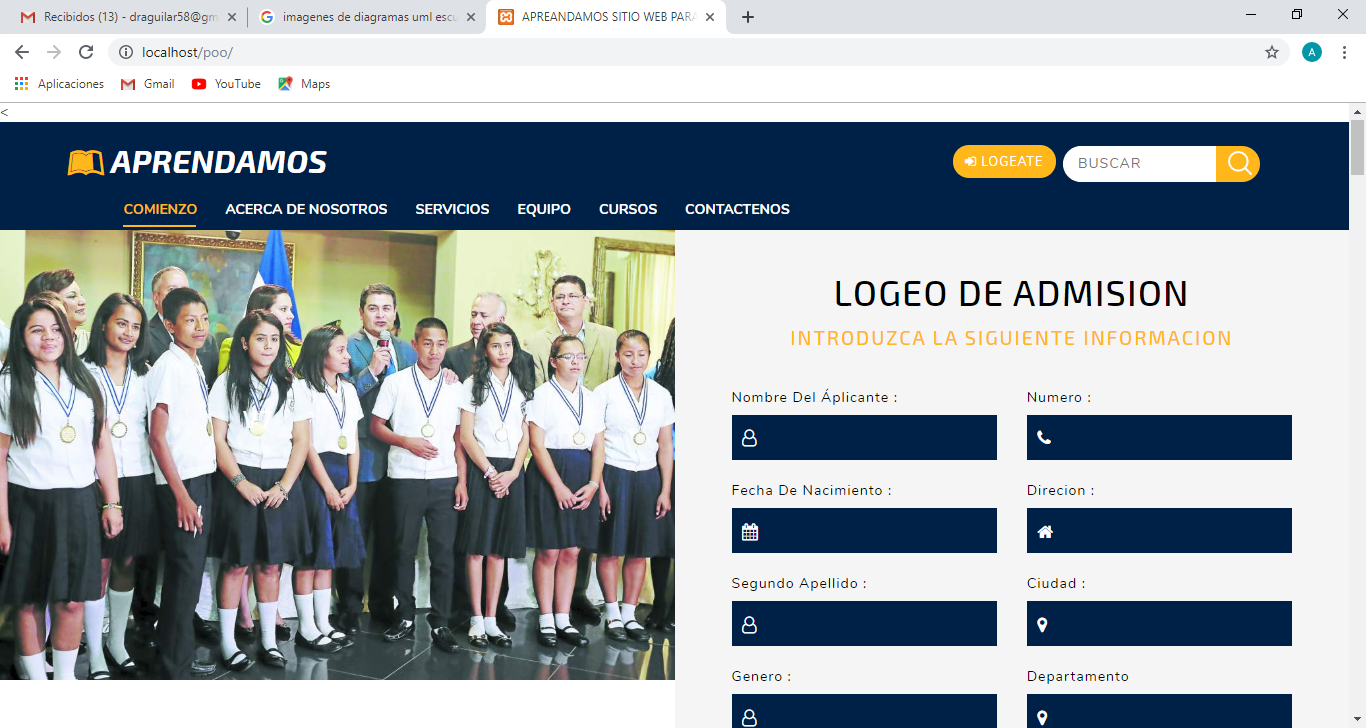 Recibidos (13) - draguilar58@gm
imagenes de diagramas uml escu
APREANDAMOS SITIO WEB PARA
localhost/poo/
A
Aplicaciones
Gmail
YouTube
Maps
<
APRENDAMOS
LOGEATE
BUSCAR
COMIENZO
ACERCA DE NOSOTROS
SERVICIOS
EQUIPO
CURSOS
CONTACTENOS
LOGEO DE ADMISION
INTRODUZCA LA SIGUIENTE INFORMACION
Nombre Del Áplicante :
Numero :
Fecha De Nacimiento :
Direcion :
Segundo Apellido :
Ciudad :
Genero :
Departamento